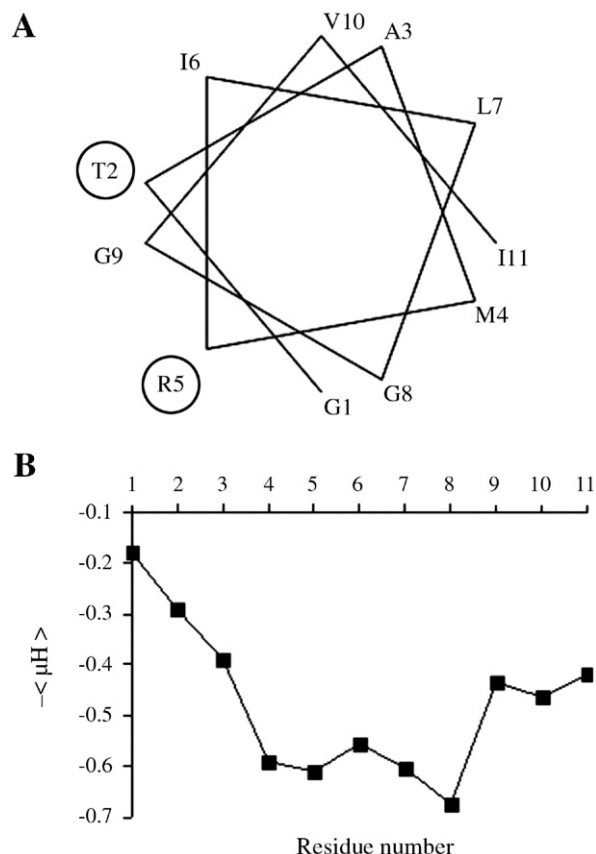 A
V10
A3
I6
L7
T2
G9
I11
M4
R5
G8
G1
B
1 2 3 4 5 6 7 8 9 10 11
-0.1
-0.2
-0.3
-0.4
-0.5
-0.6
-0.7
–< μH >
Residue number